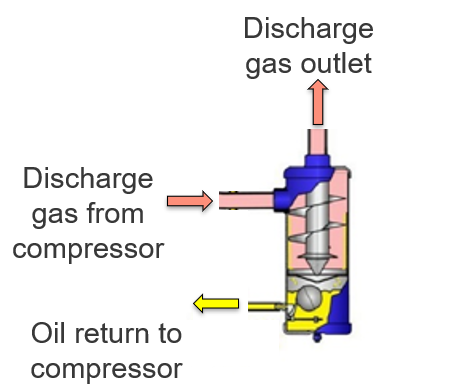 Discharge
gas outlet
Discharge
gas from
compressor
Oil return to
compressor